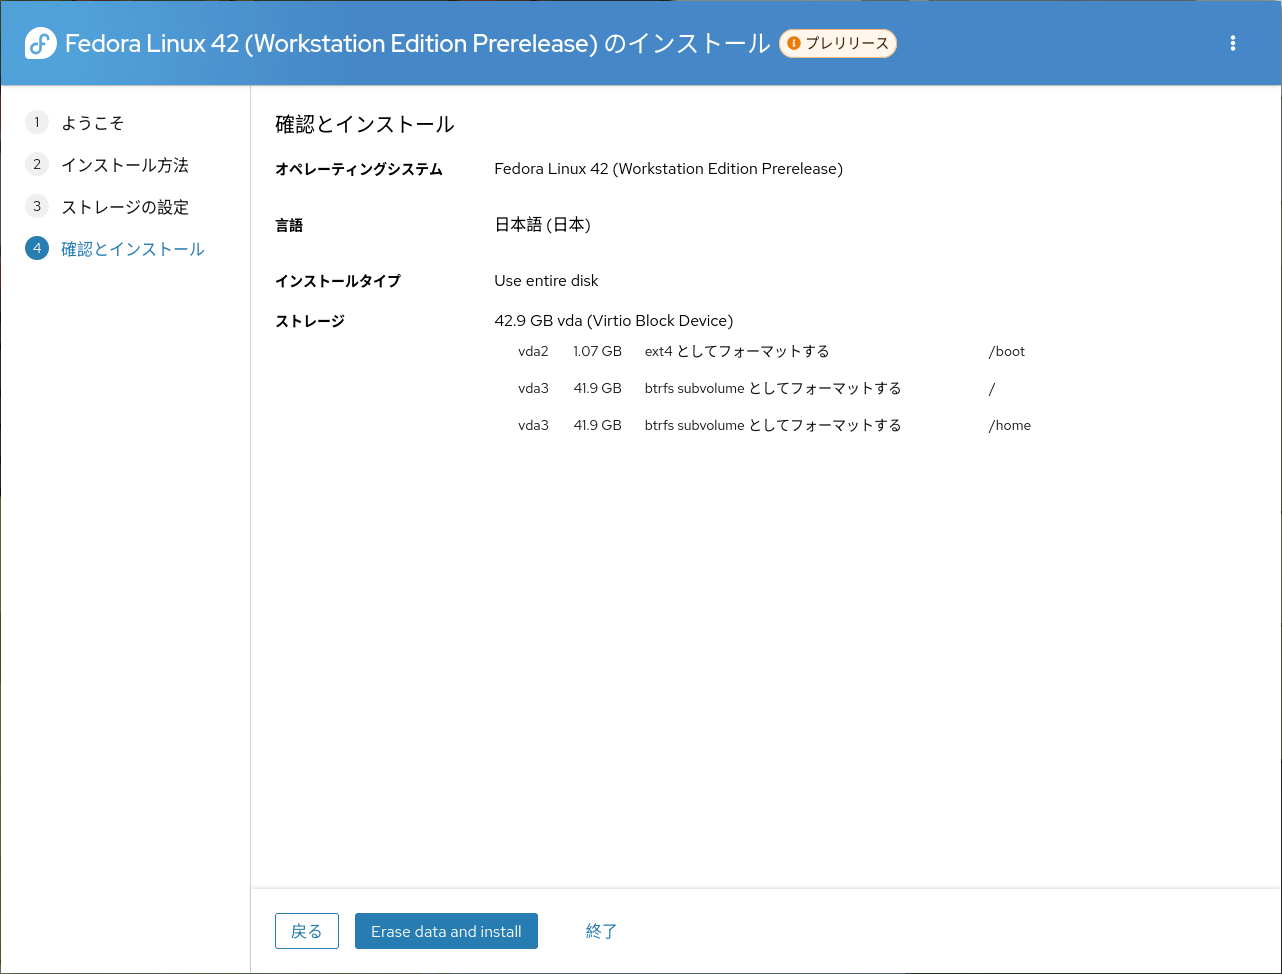 Fedora Linux 42 (Workstation Edition Prerelease) のインストール プレリリース
1 ようこそ
2 インストール方法
3 ストレージの設定
4 確認とインストール
確認とインストール
オペレーティングシステム Fedora Linux 42 (Workstation Edition Prerelease)
言語 日本語 (日本)
インストールタイプ Use entire disk
ストレージ 42.9 GB vda (Virtio Block Device)
vda2 1.07 GB ext4 としてフォーマットする /boot
vda3 41.9 GB btrfs subvolume としてフォーマットする /
vda3 41.9 GB btrfs subvolume としてフォーマットする /home
戻る Erase data and install 終了